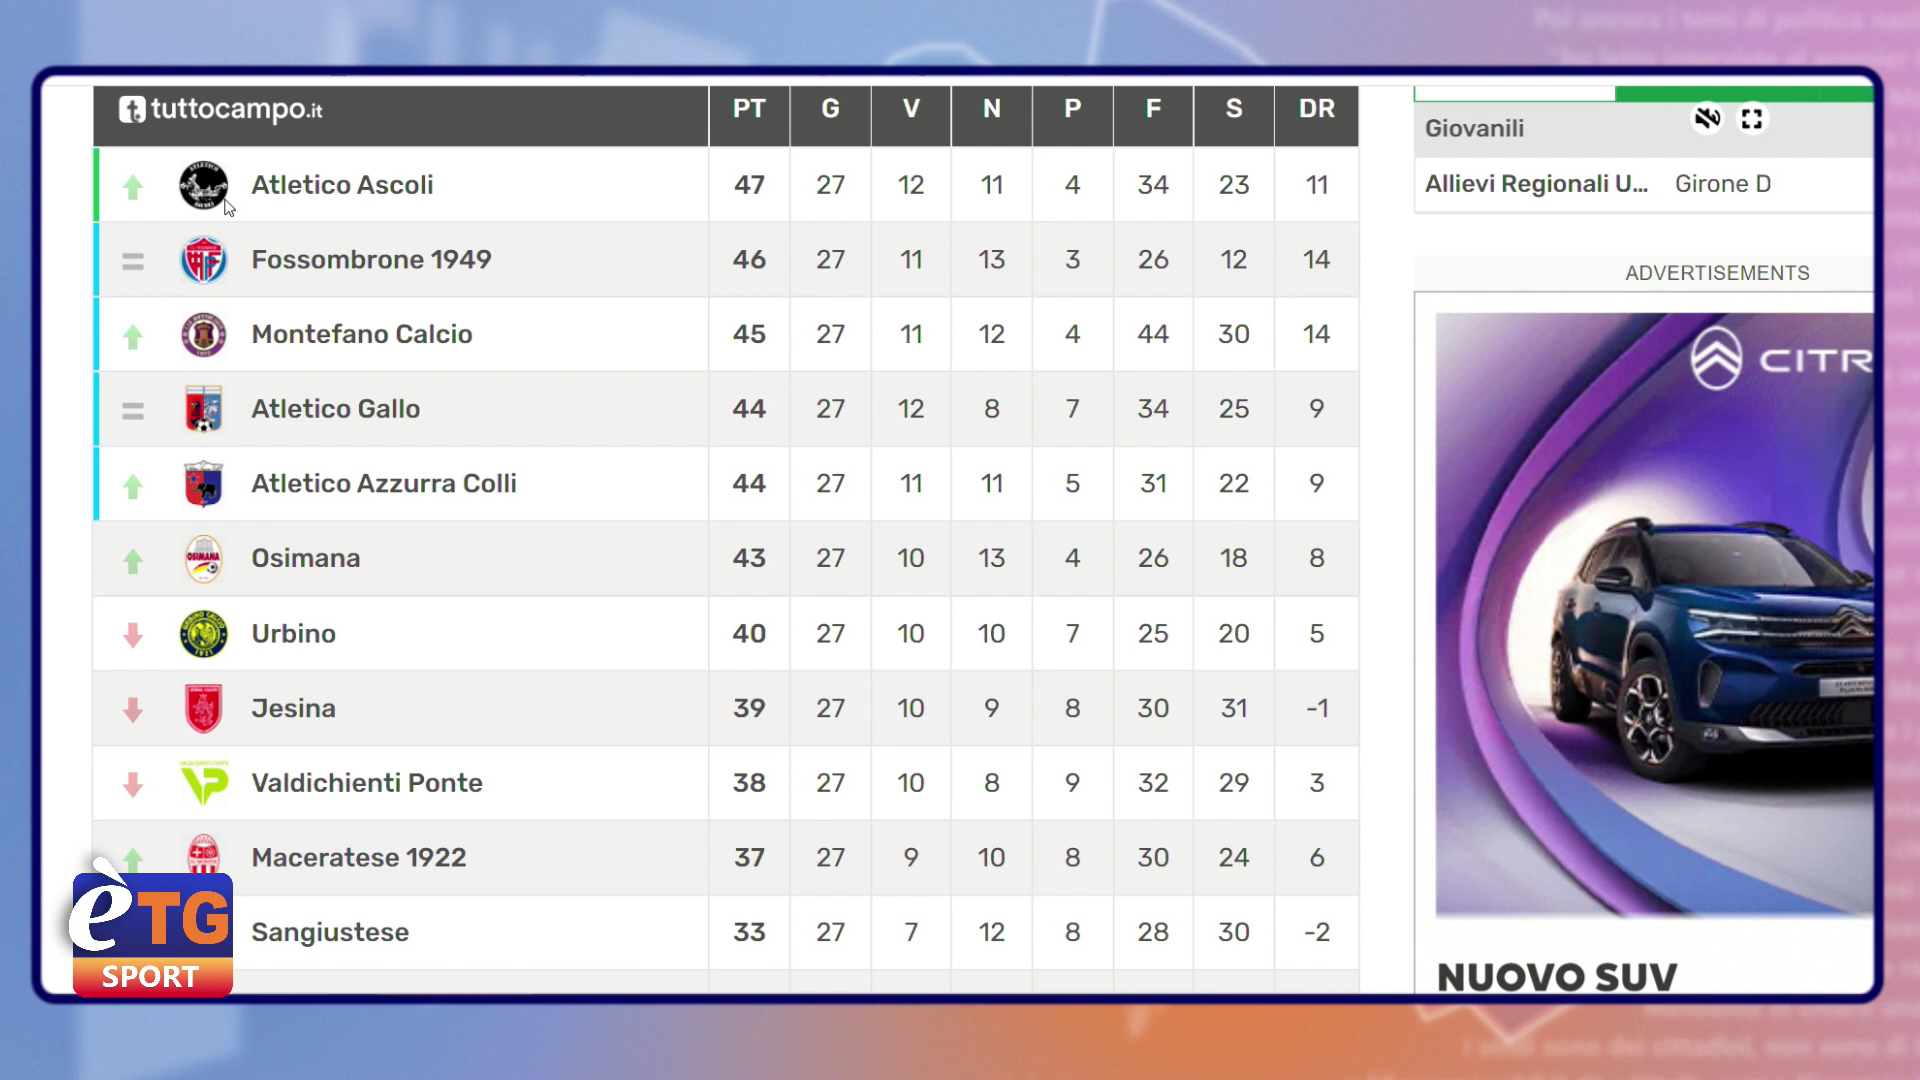 tuttocampo.it PT G V N P F S DR
Atletico Ascoli 47 27 12 11 4 34 23 11
Fossombrone 1949 46 27 11 13 3 26 12 14
Montefano Calcio 45 27 11 12 4 44 30 14
Atletico Gallo 44 27 12 8 7 34 25 9
Atletico Azzurra Colli 44 27 11 11 5 31 22 9
OSIMANA
Osimana 43 27 10 13 4 26 18 8
Urbino 40 27 10 10 7 25 20 5
Jesina 39 27 10 9 8 30 31 -1
Valdichienti Ponte 38 27 10 8 9 32 29 3
Maceratese 1922 37 27 9 10 8 30 24 6
Sangiustese 33 27 7 12 8 28 30 -2
èTG
SPORT
Giovanili
Allievi Regionali U... Girone D
ADVERTISEMENTS
CITR
NUOVO SUV